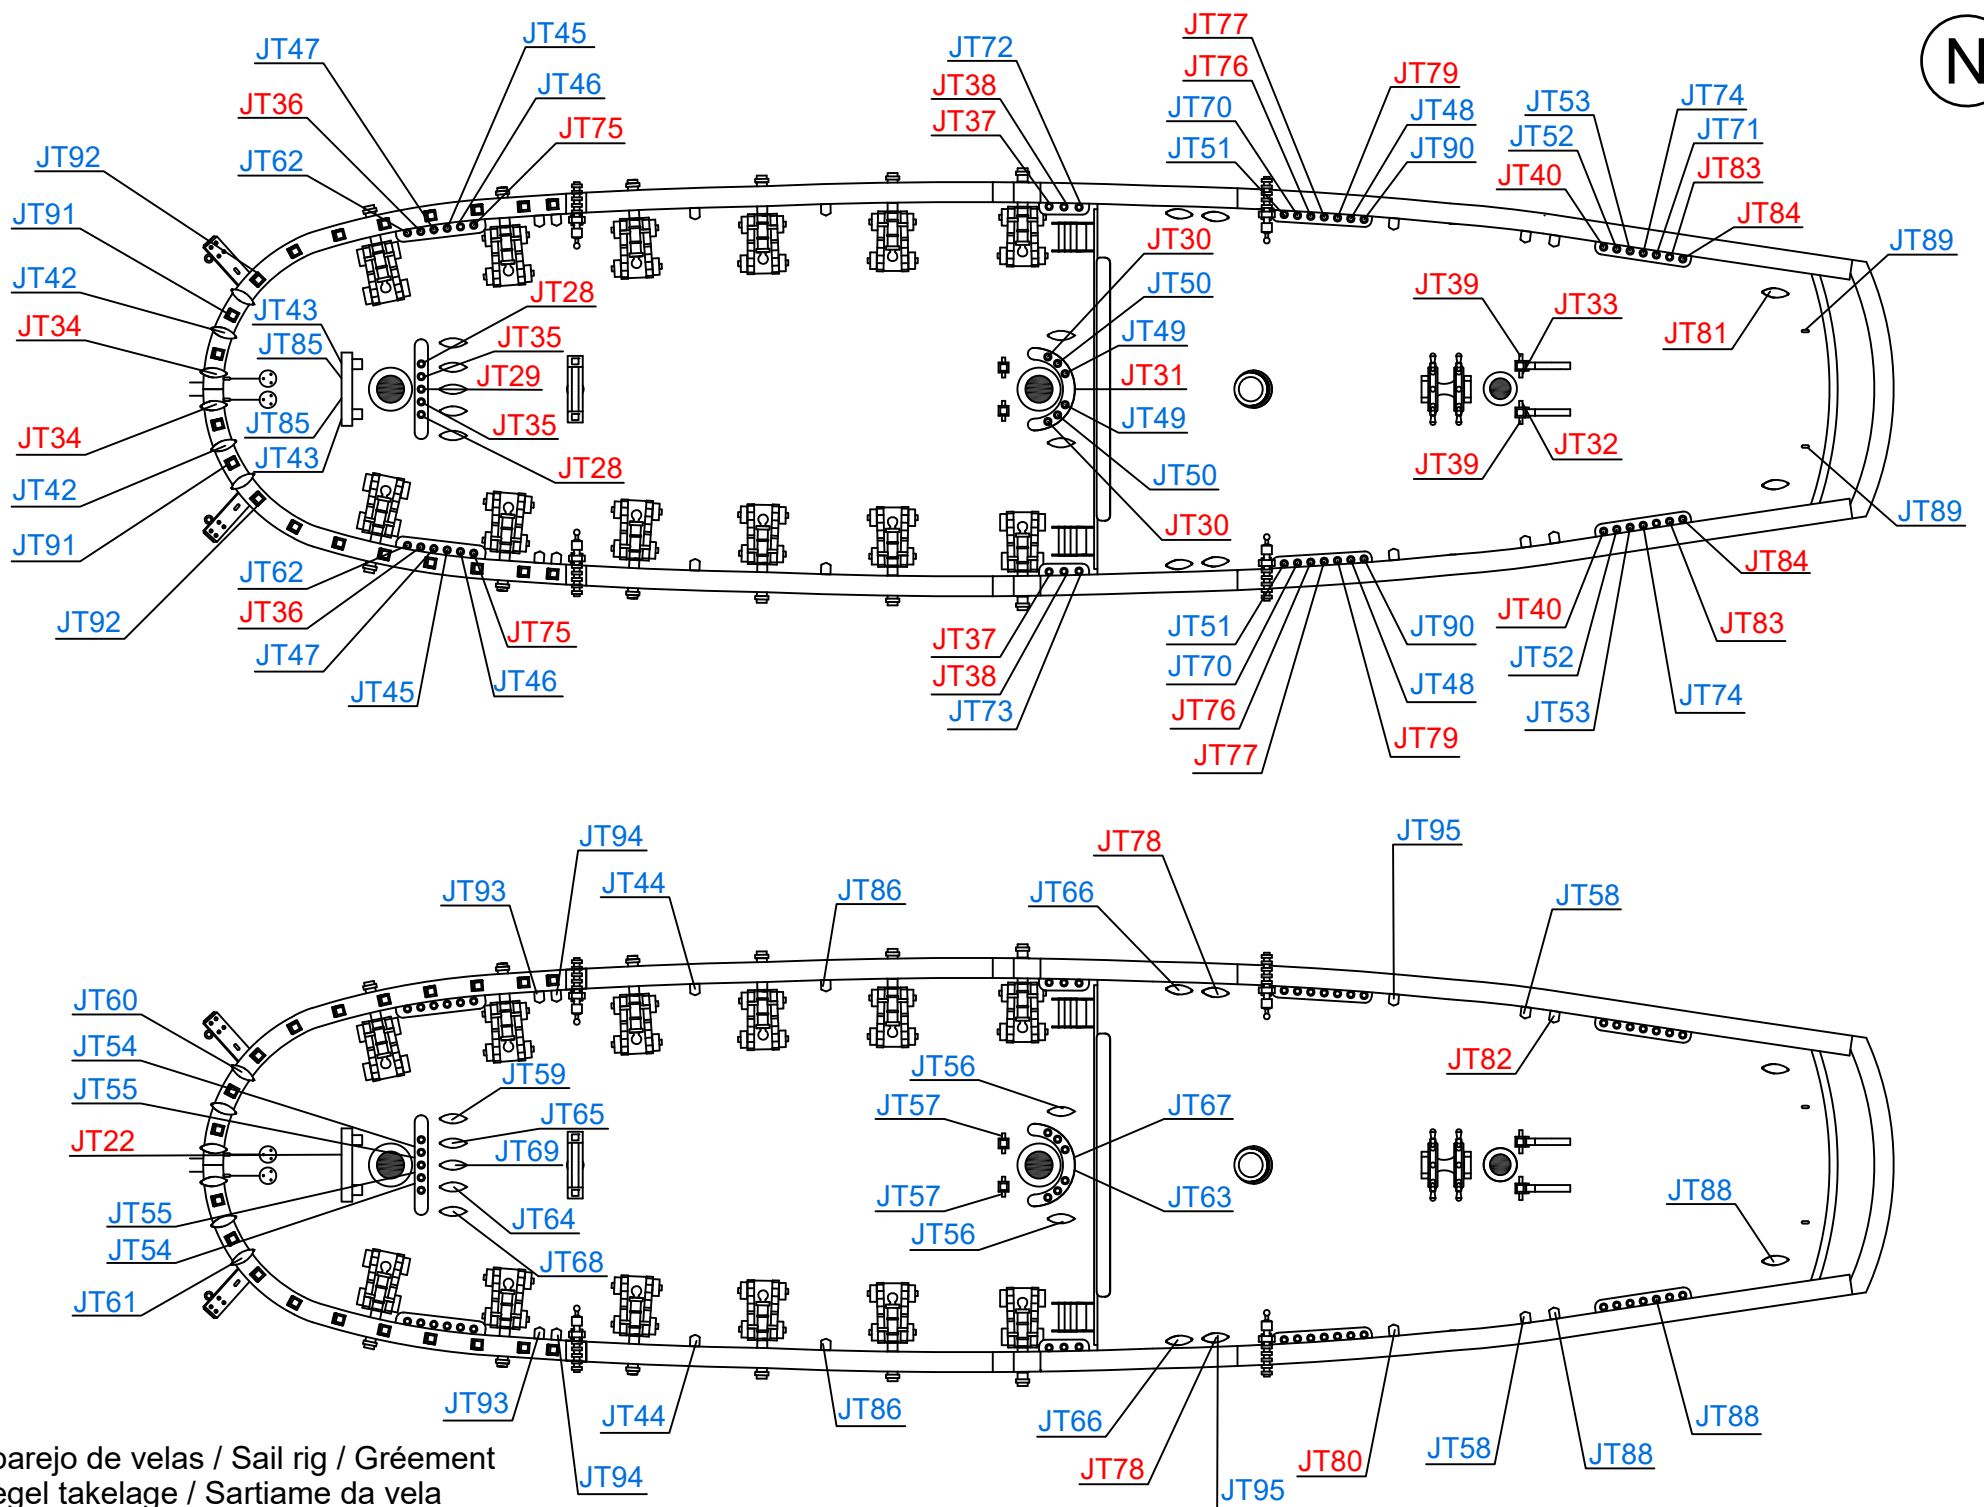 JT45
JT77
JT47
JT72
JT76
JT79
JT46
JT38
JT53
JT74
JT36
JT70
JT48
JT75
JT37
JT52
JT71
JT92
JT62
JT51
JT90
JT40
JT83
JT91
JT84
JT30
JT89
JT42
JT43
JT28
JT50
JT39
JT33
JT34
JT85
JT35
JT49
JT81
JT29
JT31
JT85
JT35
JT49
JT34
JT43
JT28
JT39
JT32
JT42
JT50
JT91
JT30
JT89
JT62
JT84
JT92
JT36
JT75
JT37
JT51
JT90
JT40
JT83
JT47
JT38
JT70
JT52
JT45
JT46
JT73
JT76
JT48
JT53
JT74
JT77
JT79
N
JT94
JT78
JT95
JT93
JT44
JT86
JT66
JT58
JT60
JT54
JT59
JT56
JT82
JT55
JT65
JT57
JT67
JT22
JT69
JT57
JT63
JT88
JT55
JT64
JT54
JT56
JT68
JT61
JT93
JT44
JT86
JT66
JT58
JT88
JT88
JT94
JT78
JT80
JT95
parejo de velas / Sail rig / Gréement
egel takelage / Sartiame da vela